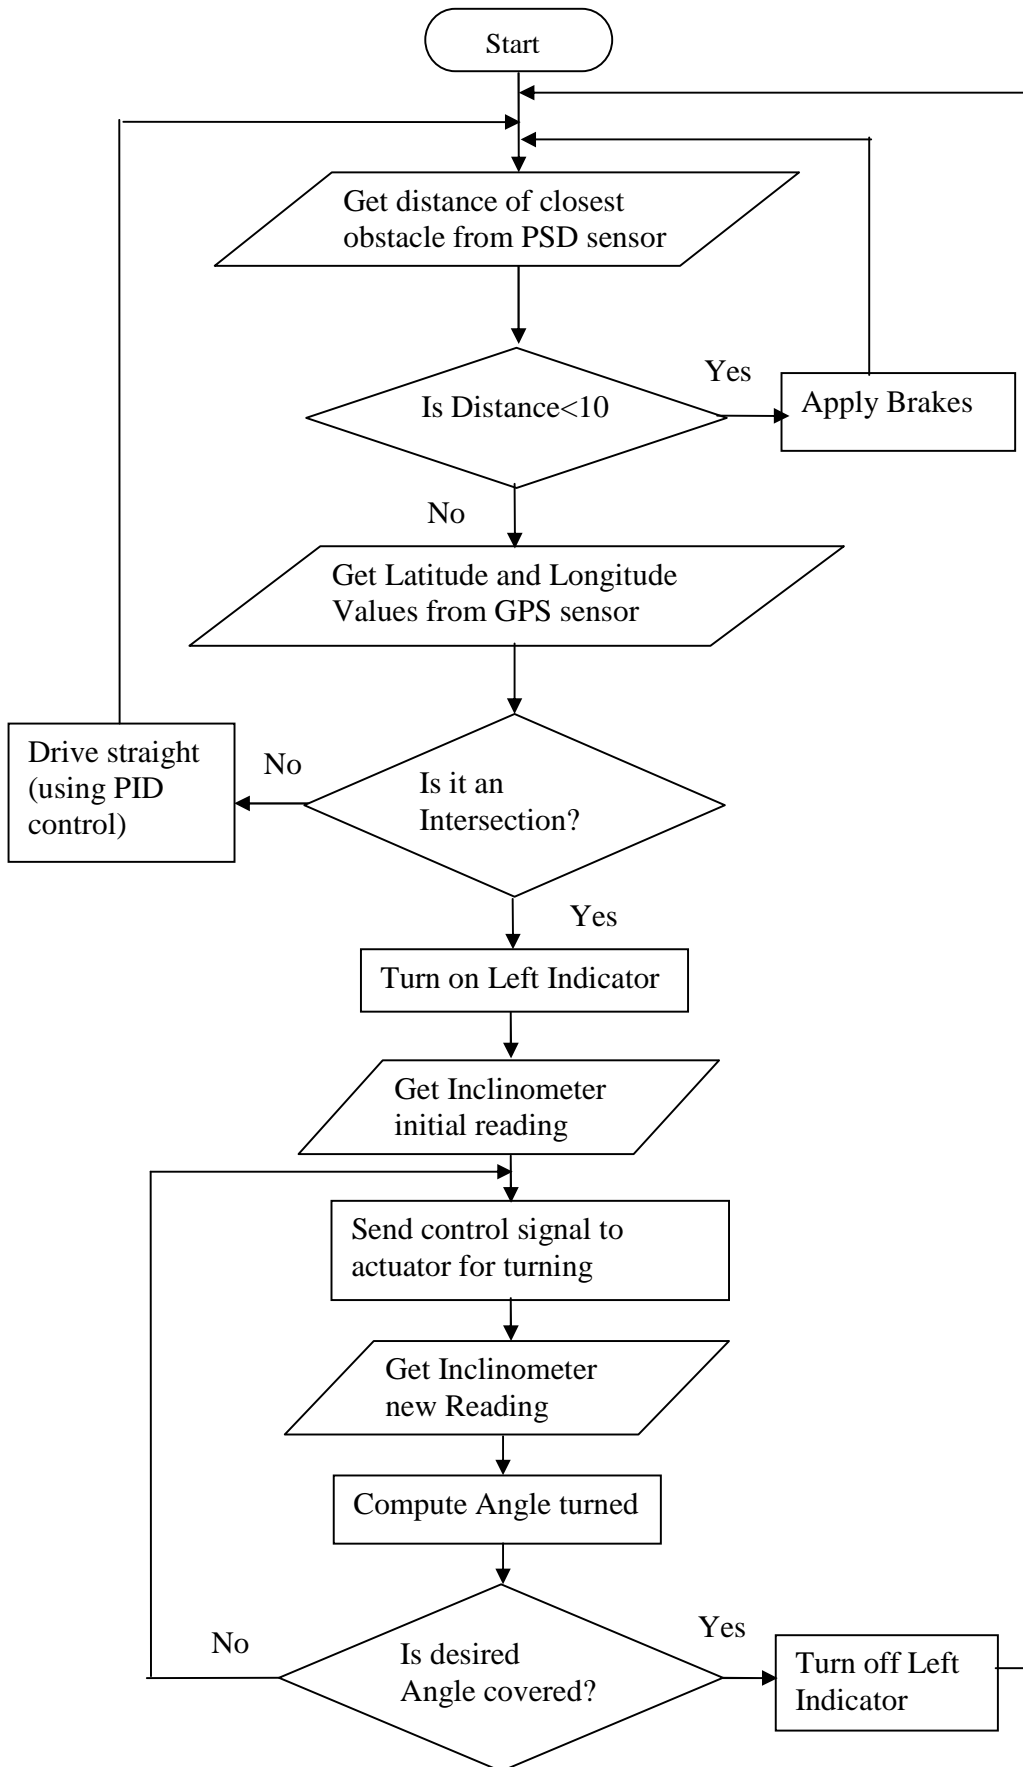 Start
Get distance of closest
obstacle from PSD sensor
Is Distance<10
Yes
Apply Brakes
No
Get Latitude and Longitude
Values from GPS sensor
Drive straight
(using PID
control)
No
Is it an
Intersection?
Yes
Turn on Left Indicator
Get Inclinometer
initial reading
Send control signal to
actuator for turning
Get Inclinometer
new Reading
Compute Angle turned
No
Is desired
Angle covered?
Yes
Turn off Left
Indicator